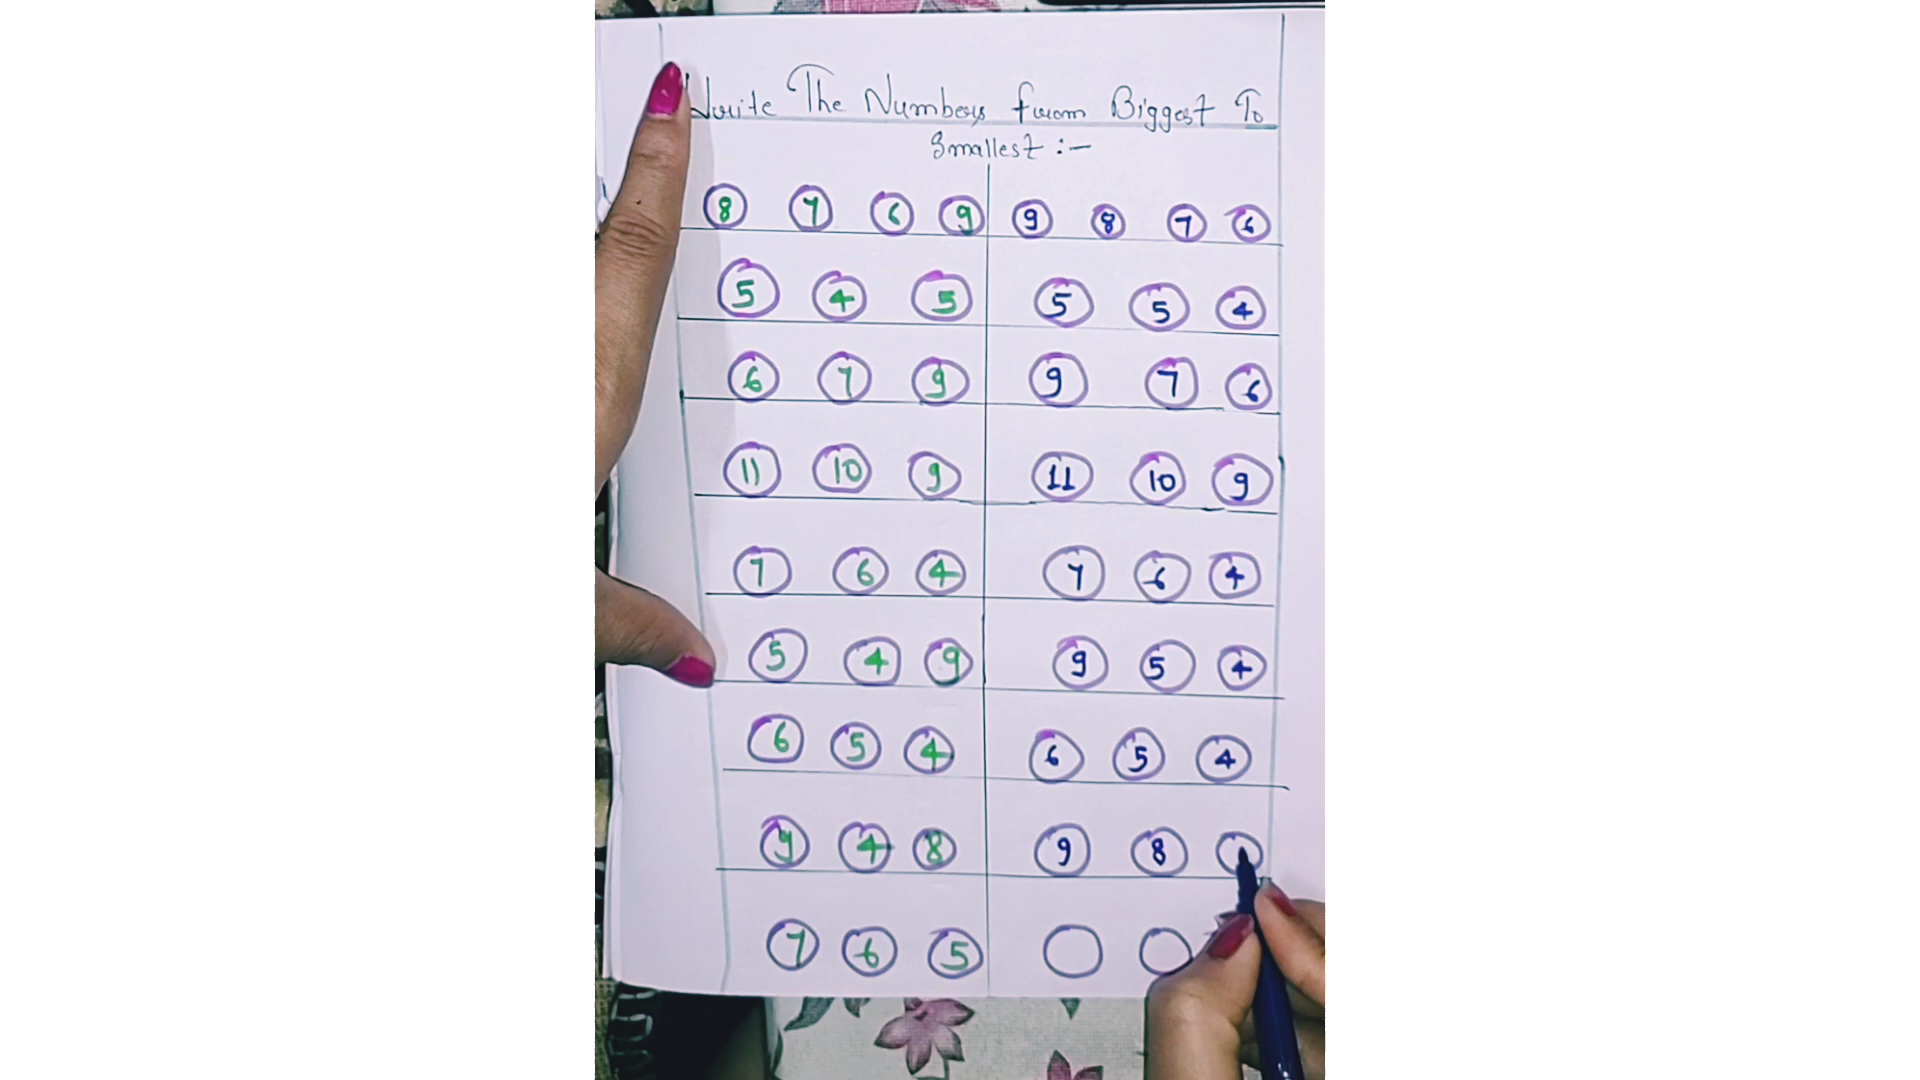 Write The Numbers from Biggest To
Smallest :-
8 7 6 9 9 8 7 6
5 4 5 5 5 4
6 7 9 9 7 6
11 10 9 11 10 9
7 6 4 7 6 4
5 4 9 9 5 4
6 5 4 6 5 4
9 4 8 9 8
7 6 5